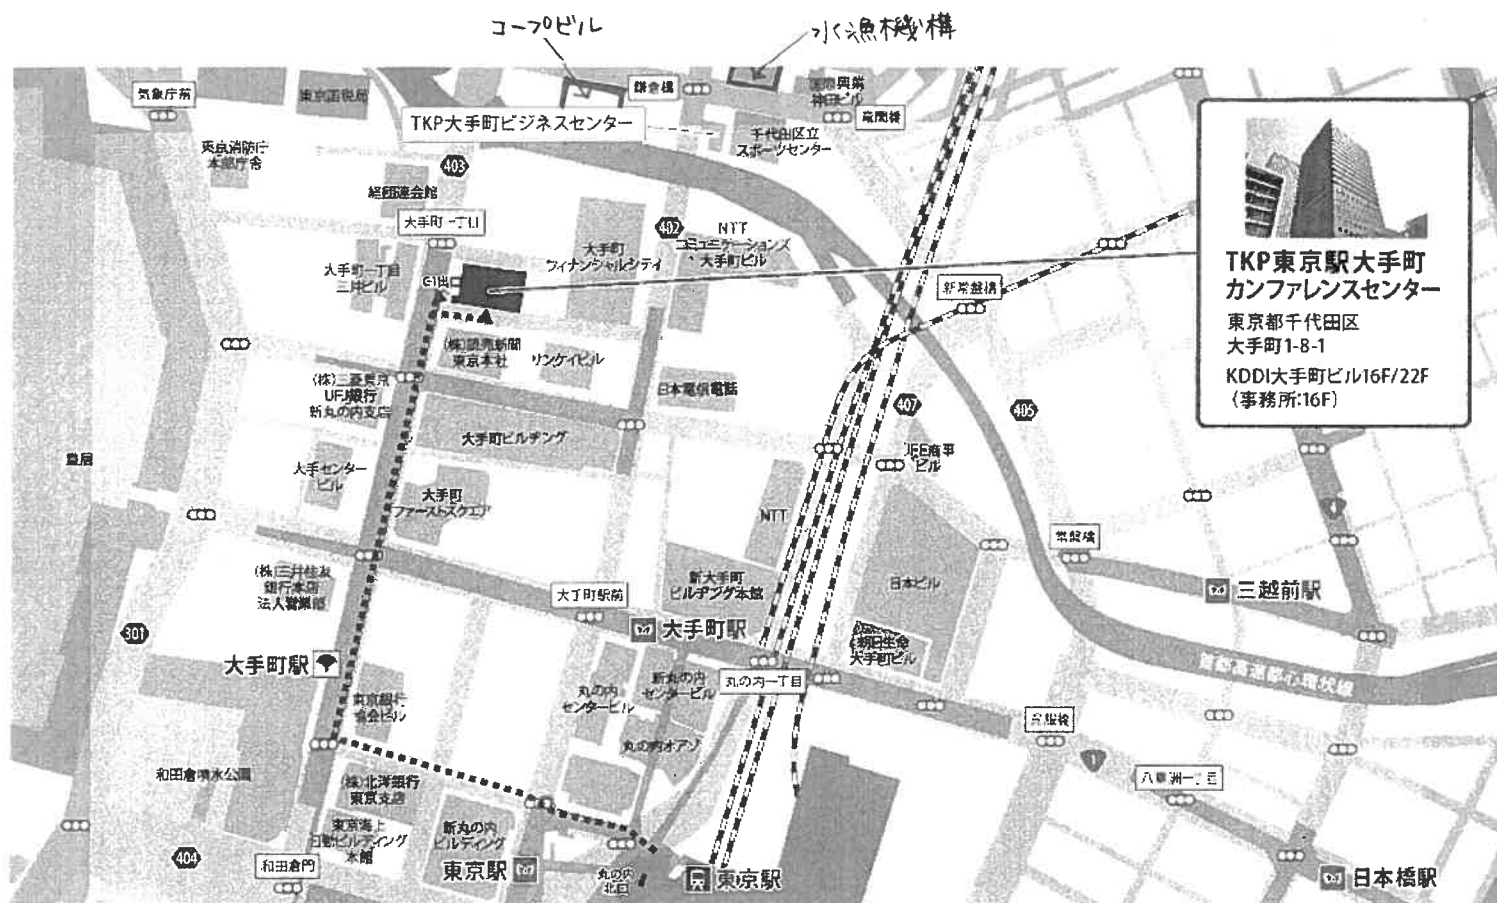 コープビル
水漁機構
気象庁前
東京国税局
鎌倉橋
神田ビル
竜閑橋
TKP大手町ビジネスセンター
千代田区立
スポーツセンター
東京消防庁
本部庁舎
403
経団連会館
大手町一丁目
402
NTT
コミュニケーションズ
大手町ビル
大手町
フィナンシャルシティ
大手町一丁目
三井ビル
C1出口
新常盤橋
TKP東京駅大手町
カンファレンスセンター
東京都千代田区
大手町1-8-1
KDDI大手町ビル16F/22F
(事務所:16F)
(株)読売新聞
東京本社
サンケイビル
(株)三菱東京
UFJ銀行
新丸の内支店
日本電信電話
407
405
大手町ビルヂング
JFE商事
ビル
皇居
大手センター
ビル
大手町
ファーストスクエア
NTT
4
常盤橋
(株)三井住友
銀行本店
法人営業部
新大手町
ビルヂング本館
日本ビル
三越前駅
大手町駅前
大手町駅
301
朝日生命
大手町ビル
首都高速都心環状線
大手町駅
丸の内
センタービル
新丸の内
センタービル
丸の内一丁目
東京銀行
協会ビル
呉服橋
丸の内オアゾ
1
八重洲一丁目
和田倉噴水公園
(株)北洋銀行
東京支店
東京海上
日動ビルディング
本館
新丸の内
ビルディング
404
和田倉門
東京駅
丸の内
北口
東京駅
日本橋駅